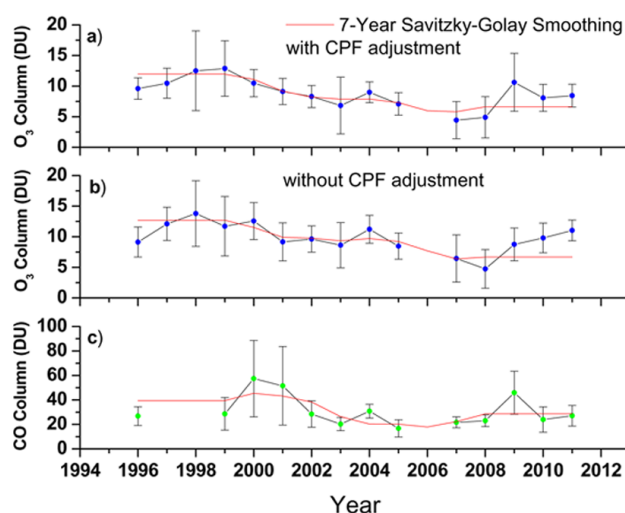 a)
7-Year Savitzky-Golay Smoothing
with CPF adjustment
O3 Column (DU)
20
15
10
5
0
b)
without CPF adjustment
O3 Column (DU)
20
15
10
5
0
c)
CO Column (DU)
100
80
60
40
20
0
1994 1996 1998 2000 2002 2004 2006 2008 2010 2012
Year